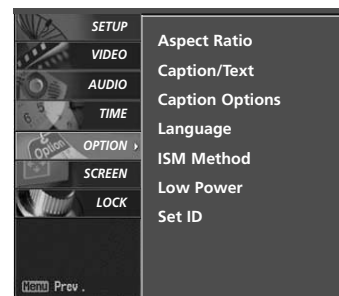 SETUP
VIDEO
AUDIO
TIME
OPTION
SCREEN
LOCK
Menu Prev.
Aspect Ratio
Caption/Text
Caption Options
Language
ISM Method
Low Power
Set ID